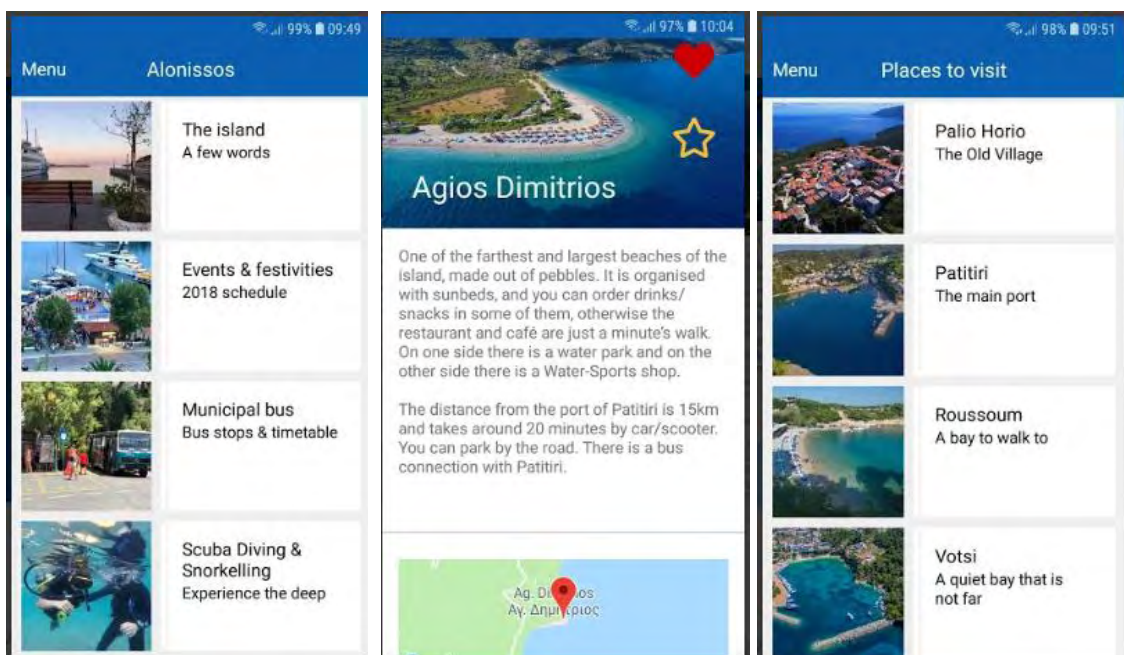 99% 09:49
Menu Alonissos
The island
A few words
Events & festivities
2018 schedule
Municipal bus
Bus stops & timetable
Scuba Diving &
Snorkelling
Experience the deep
97% 10:04
Agios Dimitrios
One of the farthest and largest beaches of the
island, made out of pebbles. It is organised
with sunbeds, and you can order drinks/
snacks in some of them, otherwise the
restaurant and café are just a minute's walk.
On one side there is a water park and on the
other side there is a Water-Sports shop.
The distance from the port of Patitiri is 15km
and takes around 20 minutes by car/scooter.
You can park by the road. There is a bus
connection with Patitiri.
Ag.
Αγ.
98% 09:51
Menu Places to visit
Palio Horio
The Old Village
Patitiri
The main port
Roussoum
A bay to walk to
Votsi
A quiet bay that is
not far